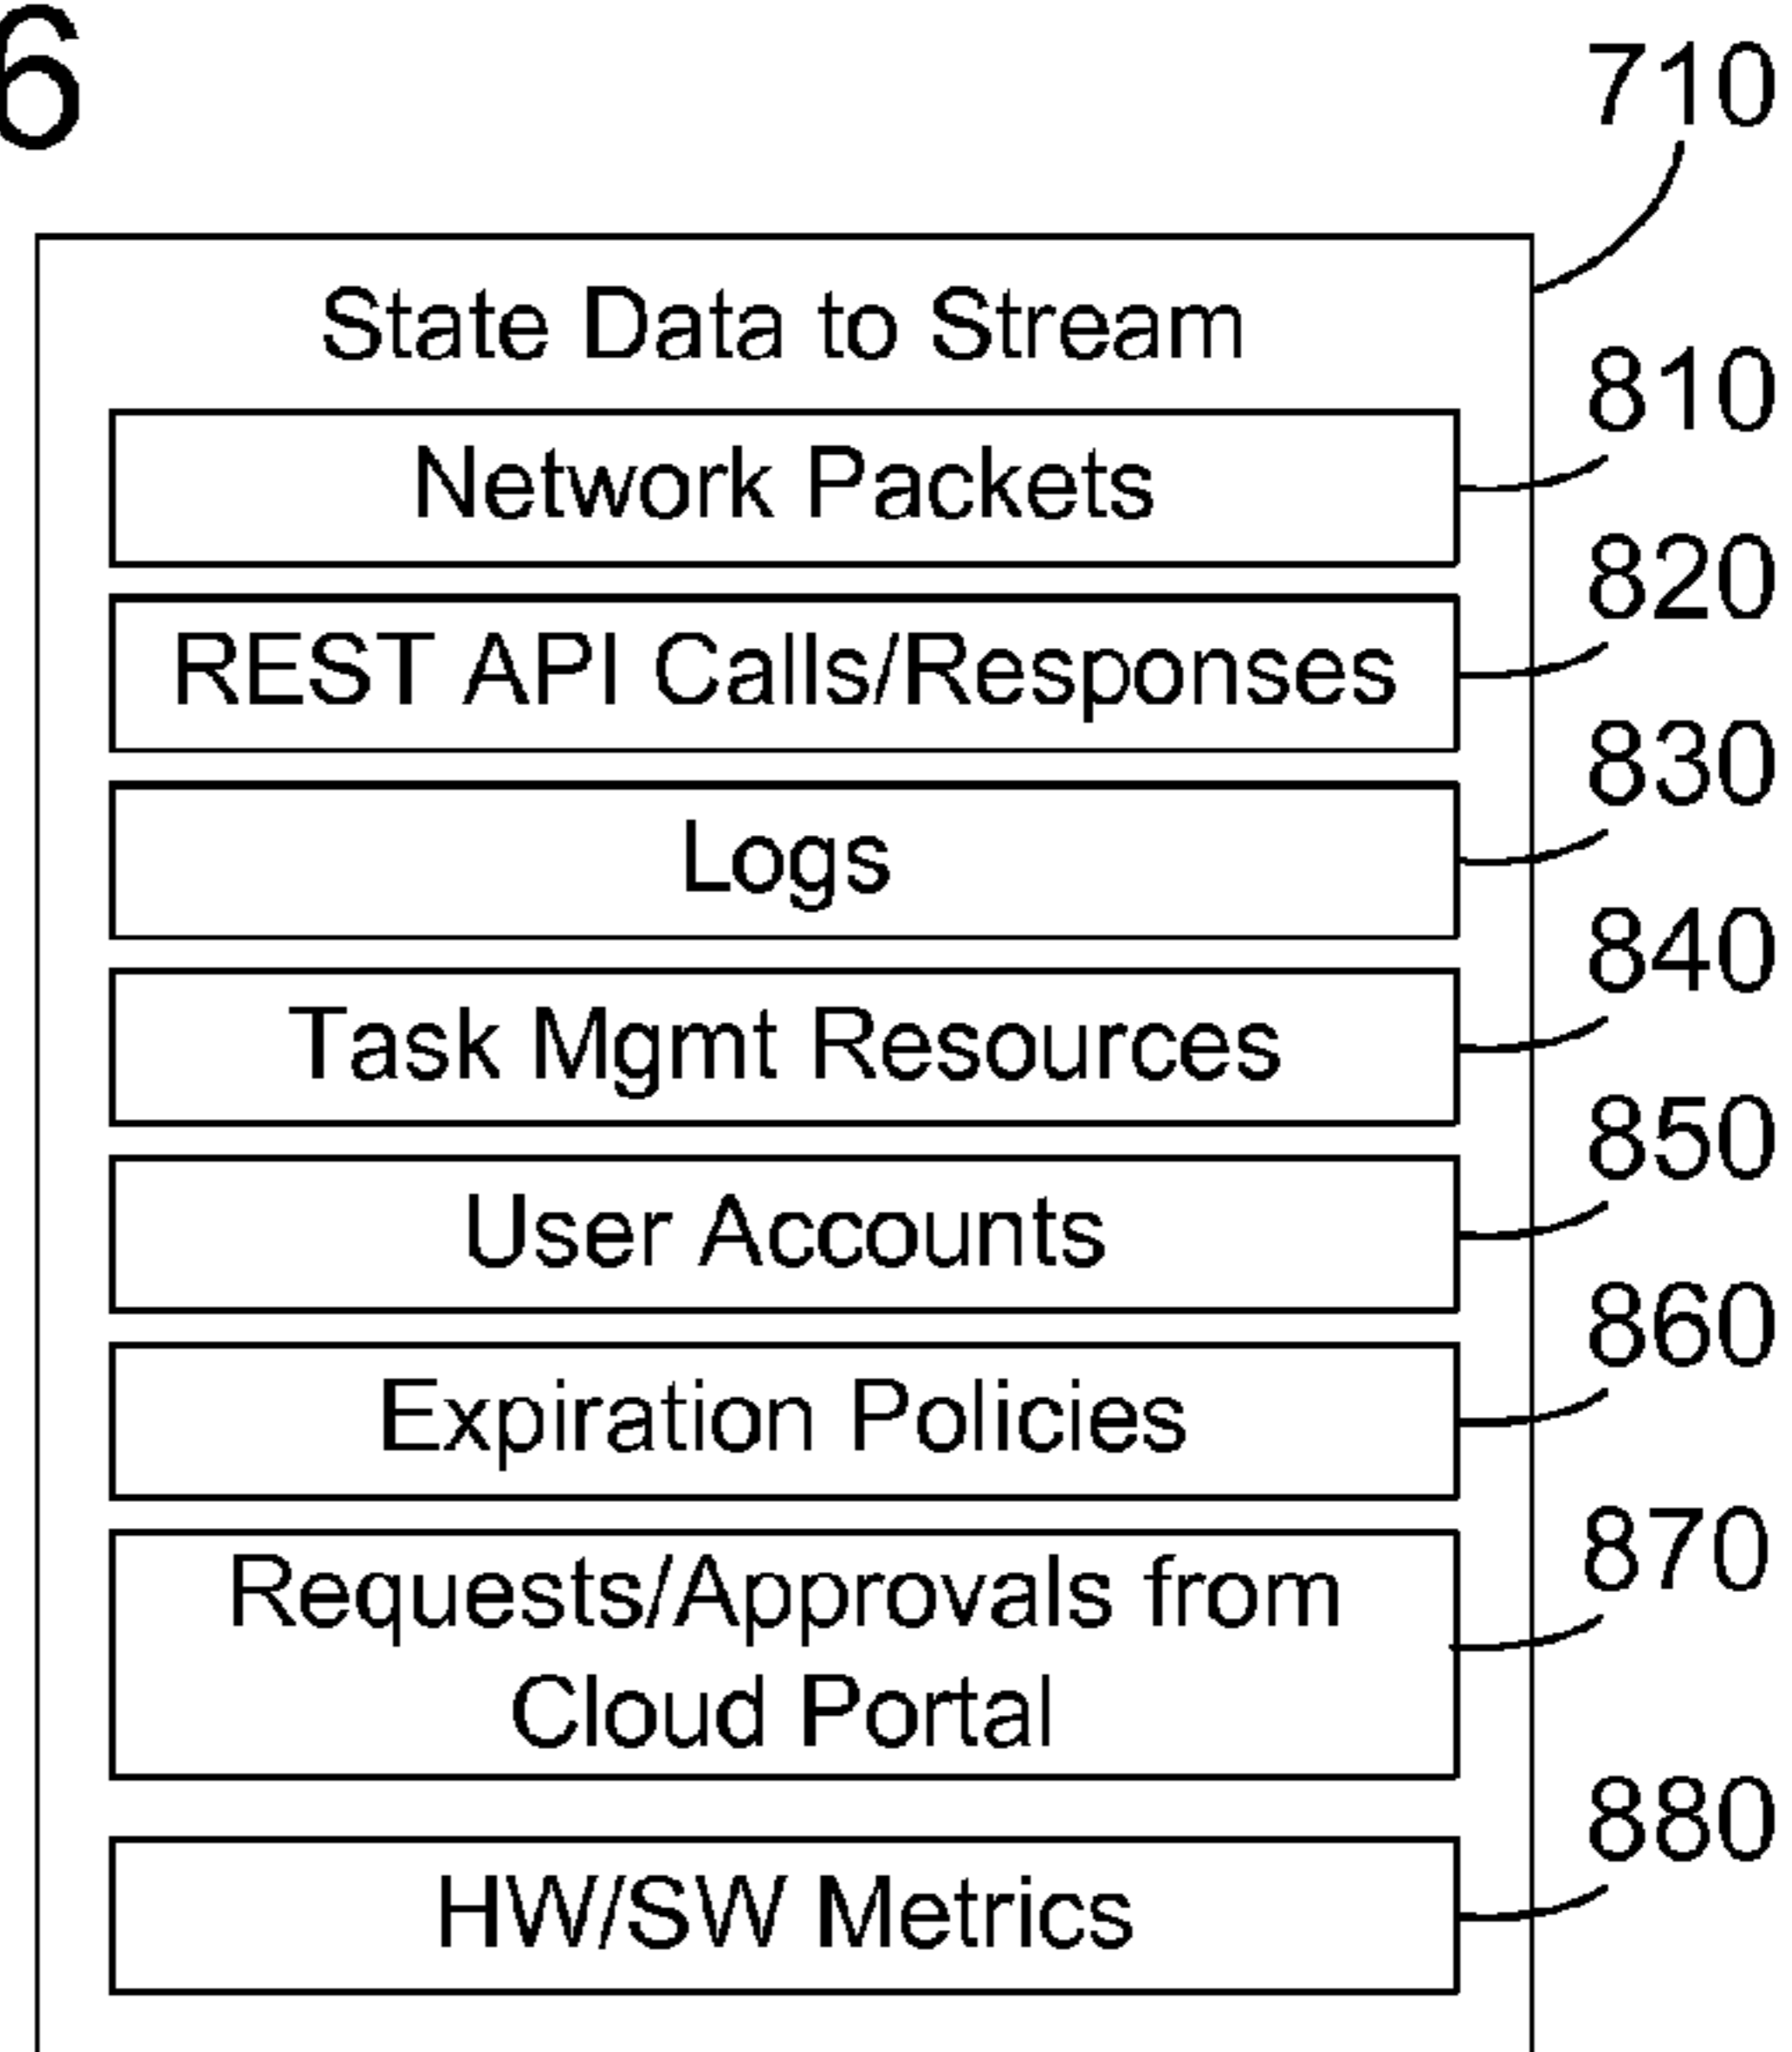 6
710
State Data to Stream
810
Network Packets
820
REST API Calls/Responses
830
Logs
840
Task Mgmt Resources
850
User Accounts
860
Expiration Policies
870
Requests/Approvals from
Cloud Portal
880
HW/SW Metrics